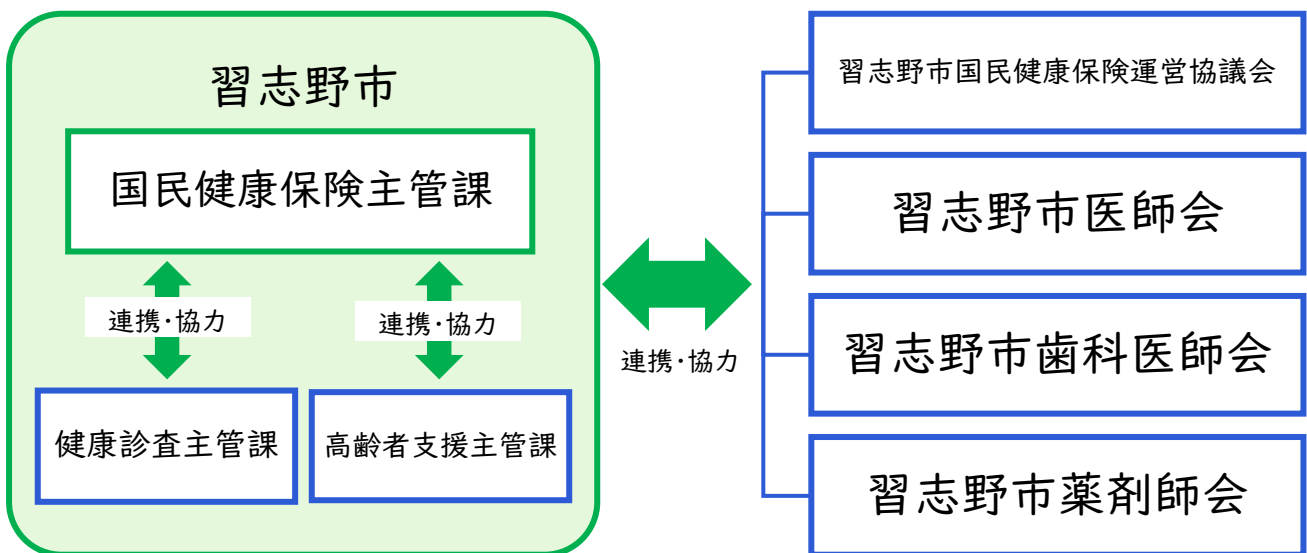 習志野市
国民健康保険主管課
連携・協力
連携・協力
健康診査主管課
高齢者支援主管課
連携・協力
習志野市国民健康保険運営協議会
習志野市医師会
習志野市歯科医師会
習志野市薬剤師会